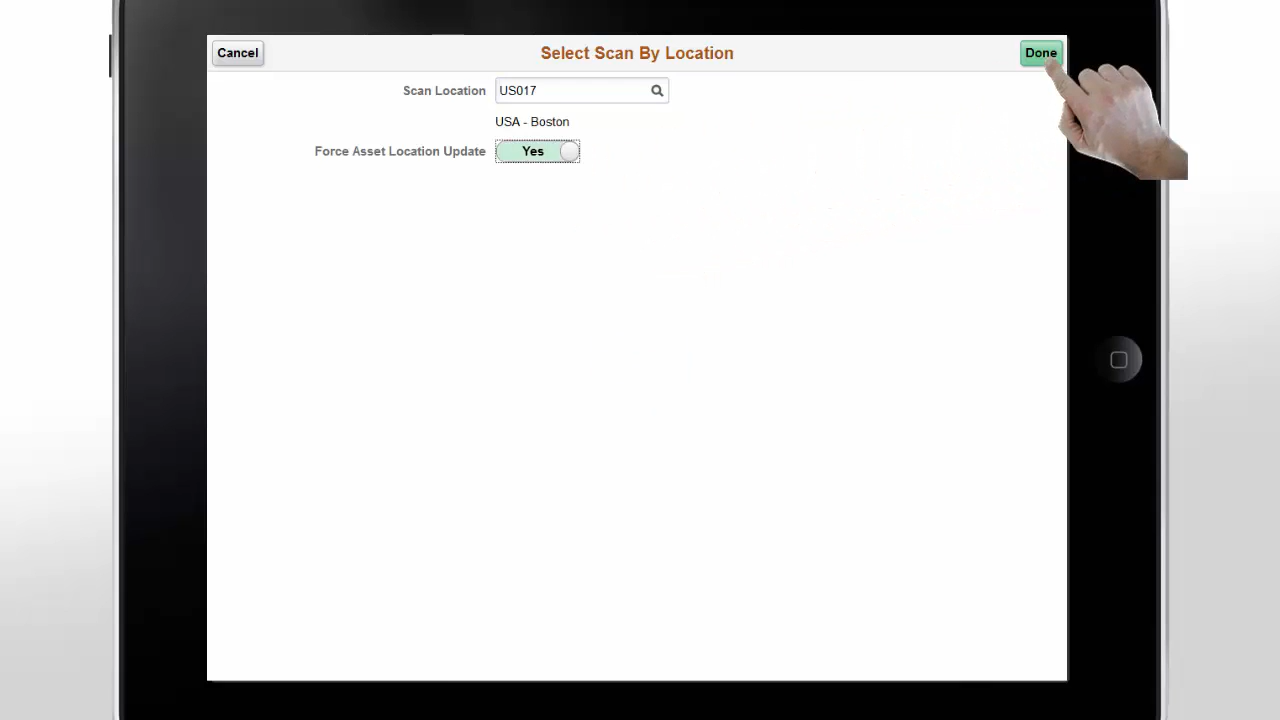 Cancel
Select Scan By Location
Done
Scan Location US017
USA - Boston
Force Asset Location Update Yes